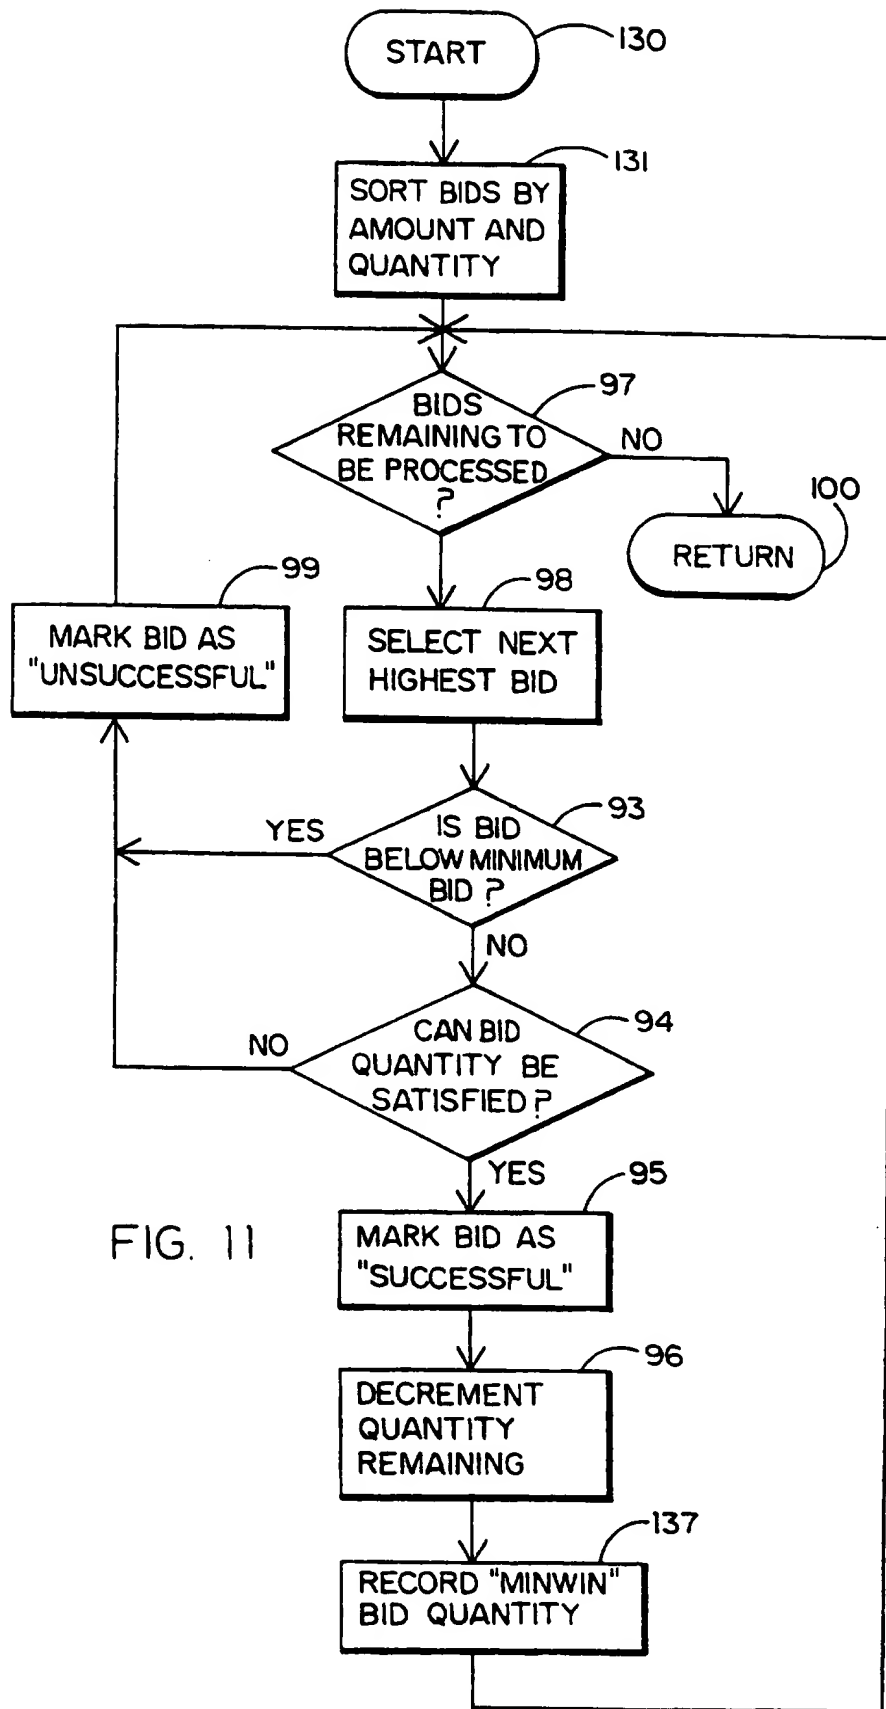 START
130
131
SORT BIDS BY
AMOUNT AND
QUANTITY
97
BIDS
REMAINING TO
BE PROCESSED
?
NO
100
RETURN
99
MARK BID AS
"UNSUCCESSFUL"
98
SELECT NEXT
HIGHEST BID
93
YES
IS BID
BELOW MINIMUM
BID ?
NO
94
NO
CAN BID
QUANTITY BE
SATISFIED?
YES
95
FIG. 11
MARK BID AS
"SUCCESSFUL"
96
DECREMENT
QUANTITY
REMAINING
137
RECORD "MINWIN"
BID QUANTITY